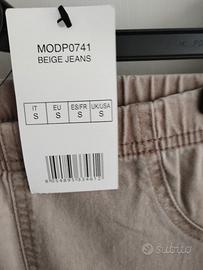 MODP0741
BEIGE JEANS
IT EU ES/FR UK/USA
S S S S
subito